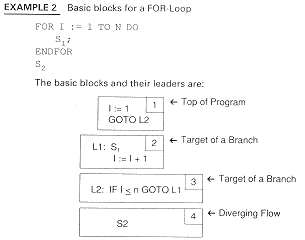 EXAMPLE 2 Basic blocks for a FOR-Loop
FOR I := 1 TO N DO
S₁;
ENDFOR
S₂
The basic blocks and their leaders are:
I := 1 1 ← Top of Program
GOTO L2
L1: S₁ 2 ← Target of a Branch
I := I + 1
L2: IF I ≤ n GOTO L1 3 ← Target of a Branch
S2 4 ← Diverging Flow